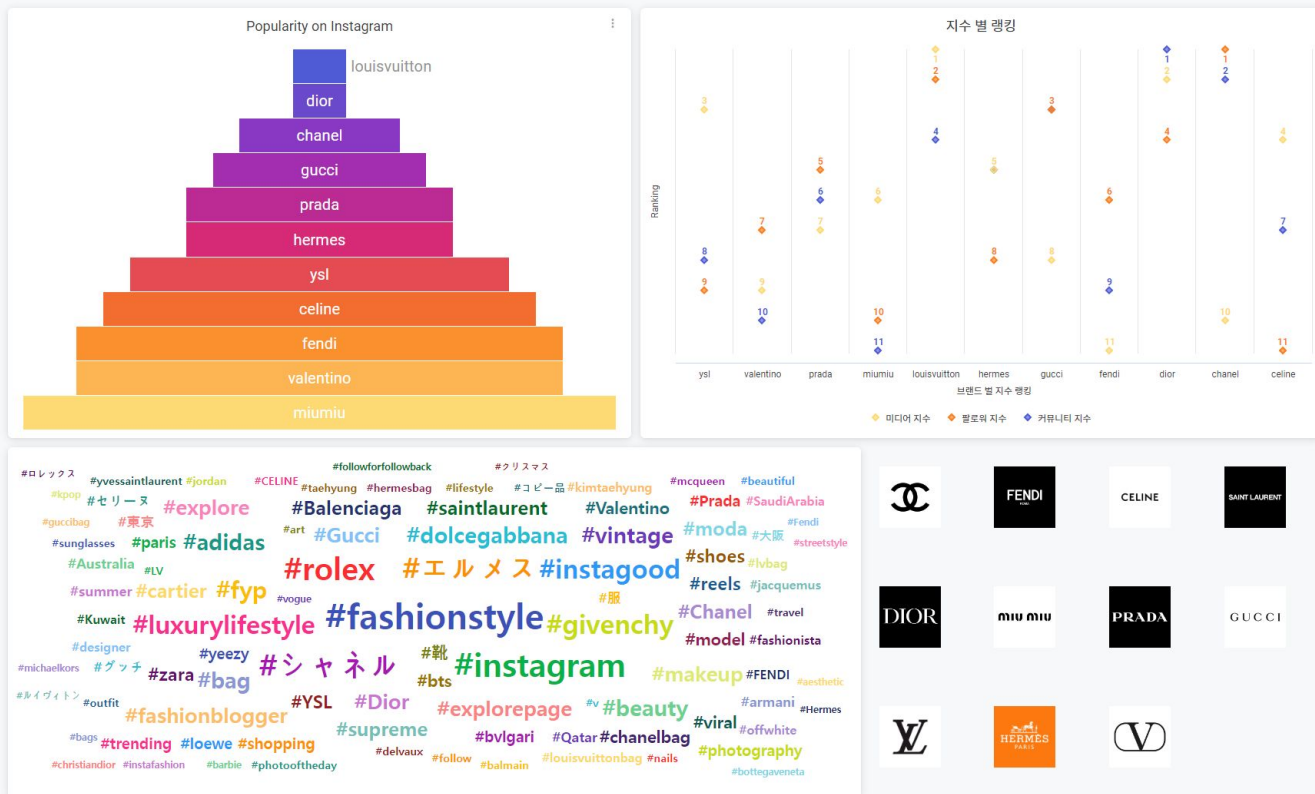 Popularity on Instagram
louisvuitton
dior
chanel
gucci
prada
hermes
ysl
celine
fendi
valentino
miumiu
지수 별 랭킹
Ranking
1 1 1
2 2 2
3 3
4 4 4
5 5
6 6 6
7 7 7
8 8 8
9 9 9
10 10 10
11 11 11
ysl valentino prada miumiu louisvuitton hermes gucci fendi dior chanel celine
브랜드 별 지수 랭킹
미디어 지수 팔로워 지수 커뮤니티 지수
#followforfollowback #クリスマス
#ロレックス #yvessaintlaurent #jordan #CELINE #mcqueen #beautiful
#kpop #taehyung #hermesbag #lifestyle #コピー品 #kimtaehyung
#セリーヌ #explore #Balenciaga #saintlaurent #Valentino #Prada #SaudiArabia
#guccibag #東京 #art #Gucci #dolcegabbana #vintage #moda #大阪 #Fendi
#sunglasses #paris #adidas #streetstyle
#Australia #LV #rolex #エルメス #instagood #shoes #lvbag
#summer #cartier #fyp #vogue #服 #reels #jacquemus
#Kuwait #luxurylifestyle #fashionstyle #givenchy #Chanel #travel
#designer #yeezy #靴 #model #fashionista
#michaelkors #グッチ #zara #bag #シャネル #bts #instagram #makeup #FENDI #aesthetic
#ルイヴィトン #outfit #YSL #Dior #explorepage #v #beauty #armani #Hermes
#fashionblogger #supreme #viral #offwhite
#bags #trending #loewe #shopping #bvlgari #Qatar #chanelbag #photography
#delvaux #follow #louisvuittonbag #nails
#christiandior #instafashion #barbie #photooftheday #balmain #bottegaveneta
FENDI
CELINE
SAINT LAURENT
DIOR
miu miu
PRADA
GUCCI
LV
HERMÈS
PARIS
V